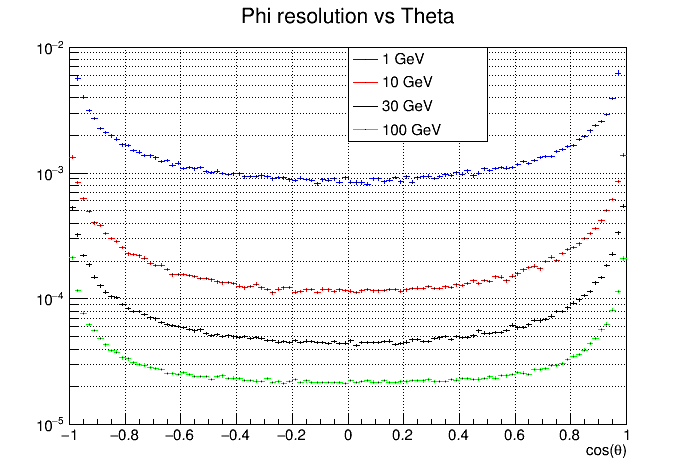 Phi resolution vs Theta
10⁻²
1 GeV
10 GeV
30 GeV
100 GeV
10⁻³
10⁻⁴
10⁻⁵
−1 −0.8 −0.6 −0.4 −0.2 0 0.2 0.4 0.6 0.8 1
cos(θ)